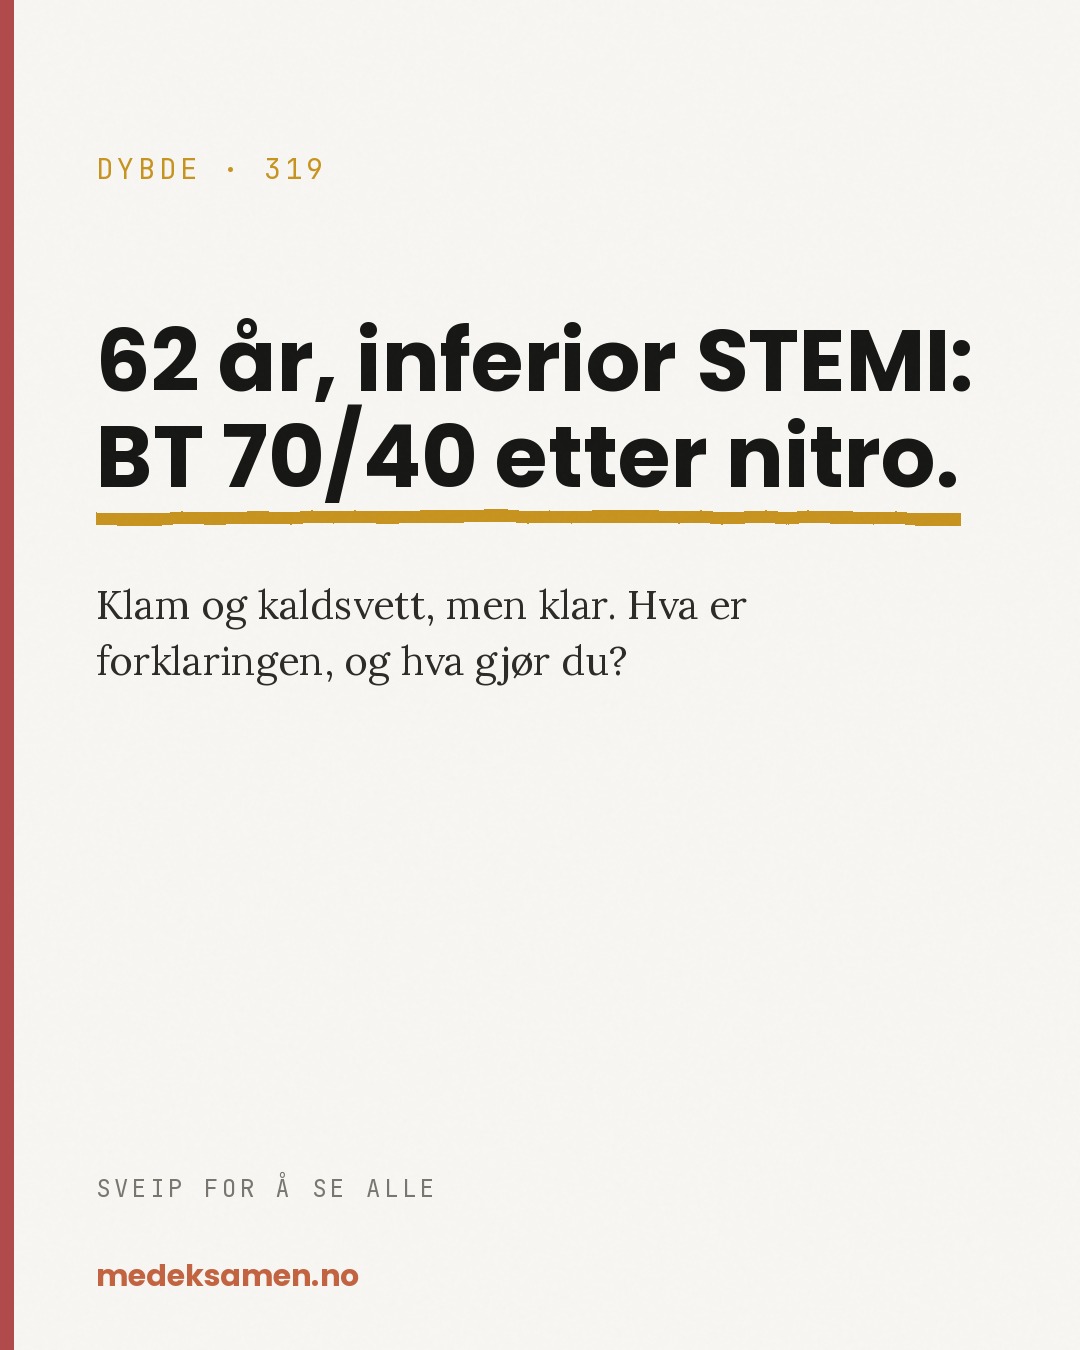 DYBDE · 319
62 år, inferior STEMI:
BT 70/40 etter nitro.
Klam og kaldsvett, men klar. Hva er
forklaringen, og hva gjør du?
SVEIP FOR Å SE ALLE
medeksamen.no